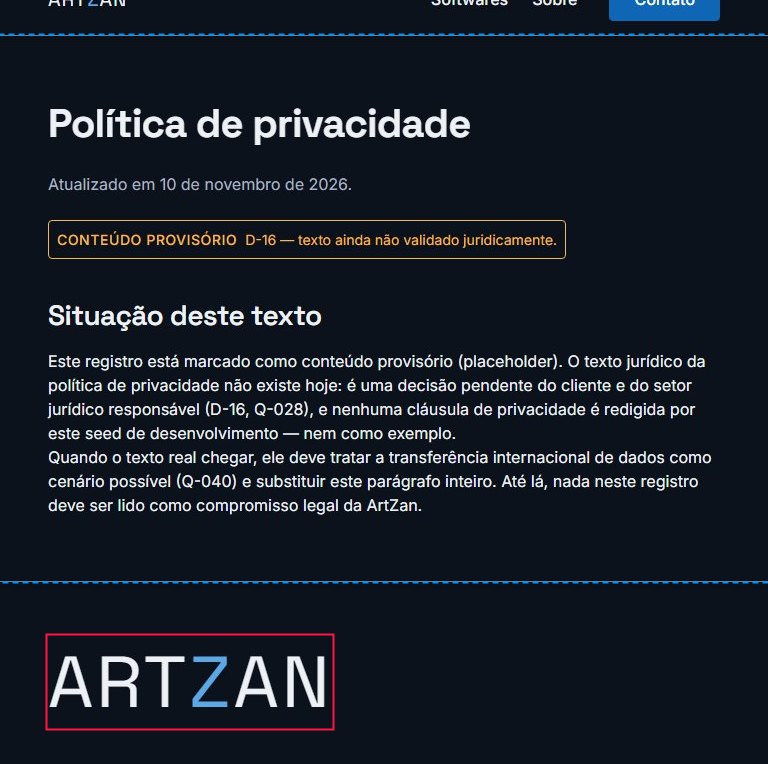 ARTZAN
Softwares Sobre Contato
Política de privacidade
Atualizado em 10 de novembro de 2026.
CONTEÚDO PROVISÓRIO D-16 — texto ainda não validado juridicamente.
Situação deste texto
Este registro está marcado como conteúdo provisório (placeholder). O texto jurídico da
política de privacidade não existe hoje: é uma decisão pendente do cliente e do setor
jurídico responsável (D-16, Q-028), e nenhuma cláusula de privacidade é redigida por
este seed de desenvolvimento — nem como exemplo.
Quando o texto real chegar, ele deve tratar a transferência internacional de dados como
cenário possível (Q-040) e substituir este parágrafo inteiro. Até lá, nada neste registro
deve ser lido como compromisso legal da ArtZan.
ARTZAN